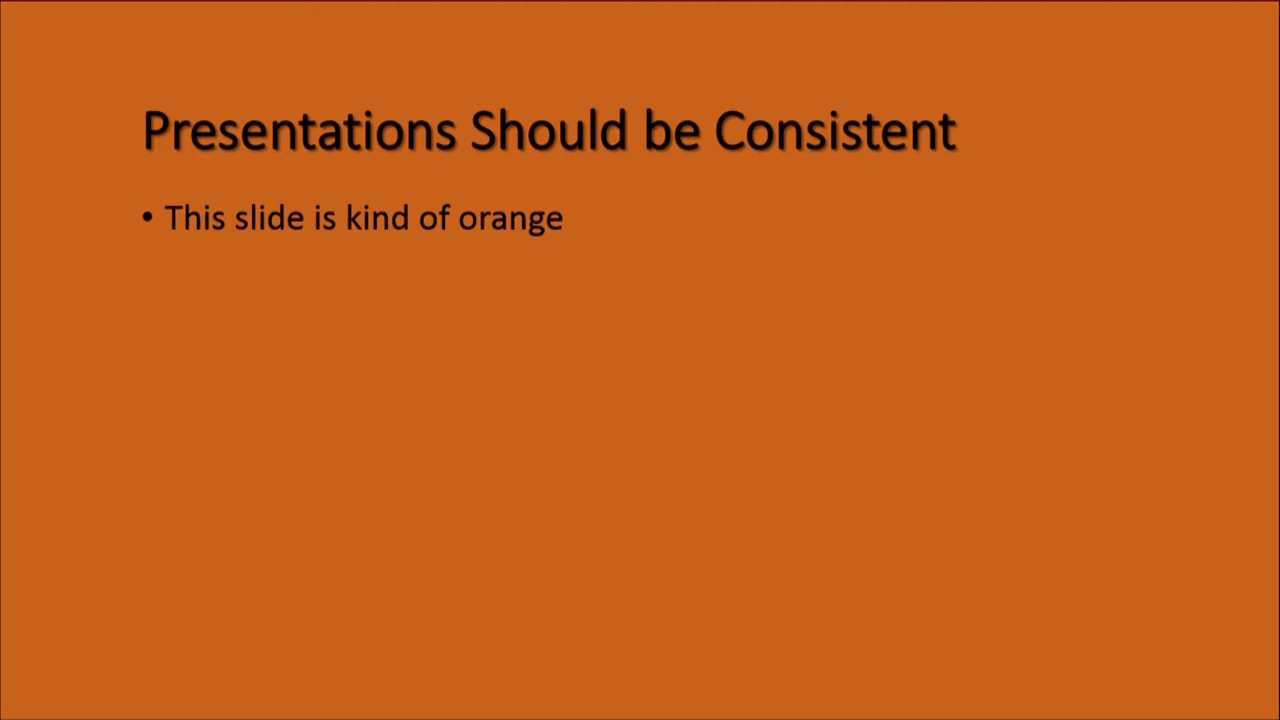 Presentations Should be Consistent
• This slide is kind of orange